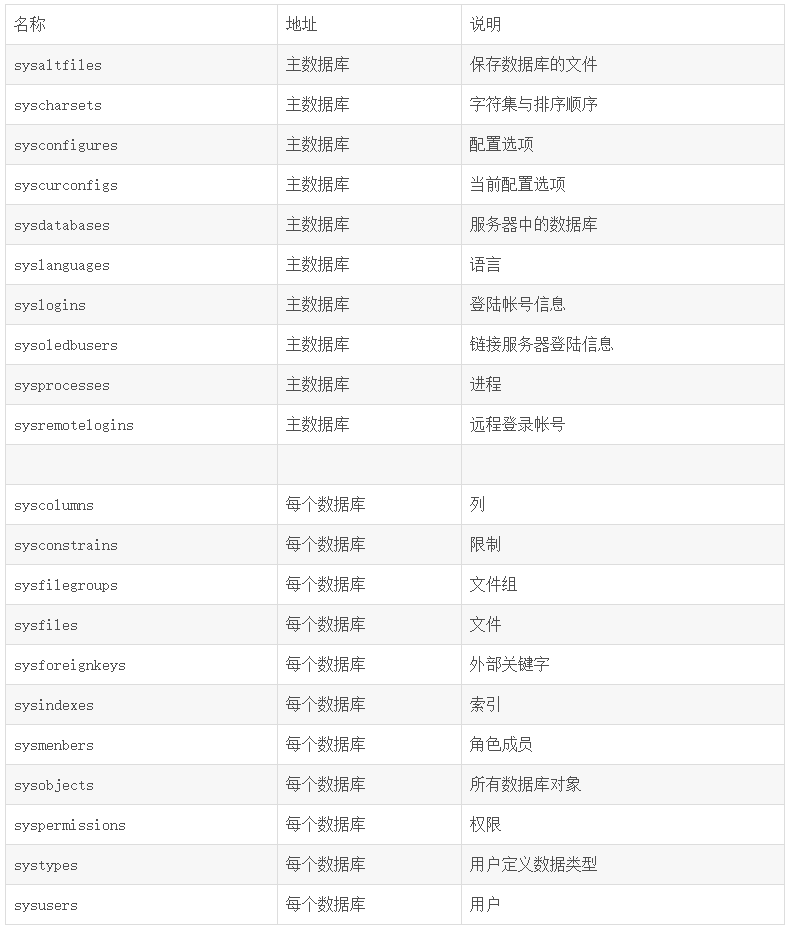 名称 地址 说明
sysaltfiles 主数据库 保存数据库的文件
syscharsets 主数据库 字符集与排序顺序
sysconfigures 主数据库 配置选项
syscurconfigs 主数据库 当前配置选项
sysdatabases 主数据库 服务器中的数据库
syslanguages 主数据库 语言
syslogins 主数据库 登陆帐号信息
sysoledbusers 主数据库 链接服务器登陆信息
sysprocesses 主数据库 进程
sysremotelogins 主数据库 远程登录帐号
syscolumns 每个数据库 列
sysconstrains 每个数据库 限制
sysfilegroups 每个数据库 文件组
sysfiles 每个数据库 文件
sysforeignkeys 每个数据库 外部关键字
sysindexes 每个数据库 索引
sysmenbers 每个数据库 角色成员
sysobjects 每个数据库 所有数据库对象
syspermissions 每个数据库 权限
systypes 每个数据库 用户定义数据类型
sysusers 每个数据库 用户